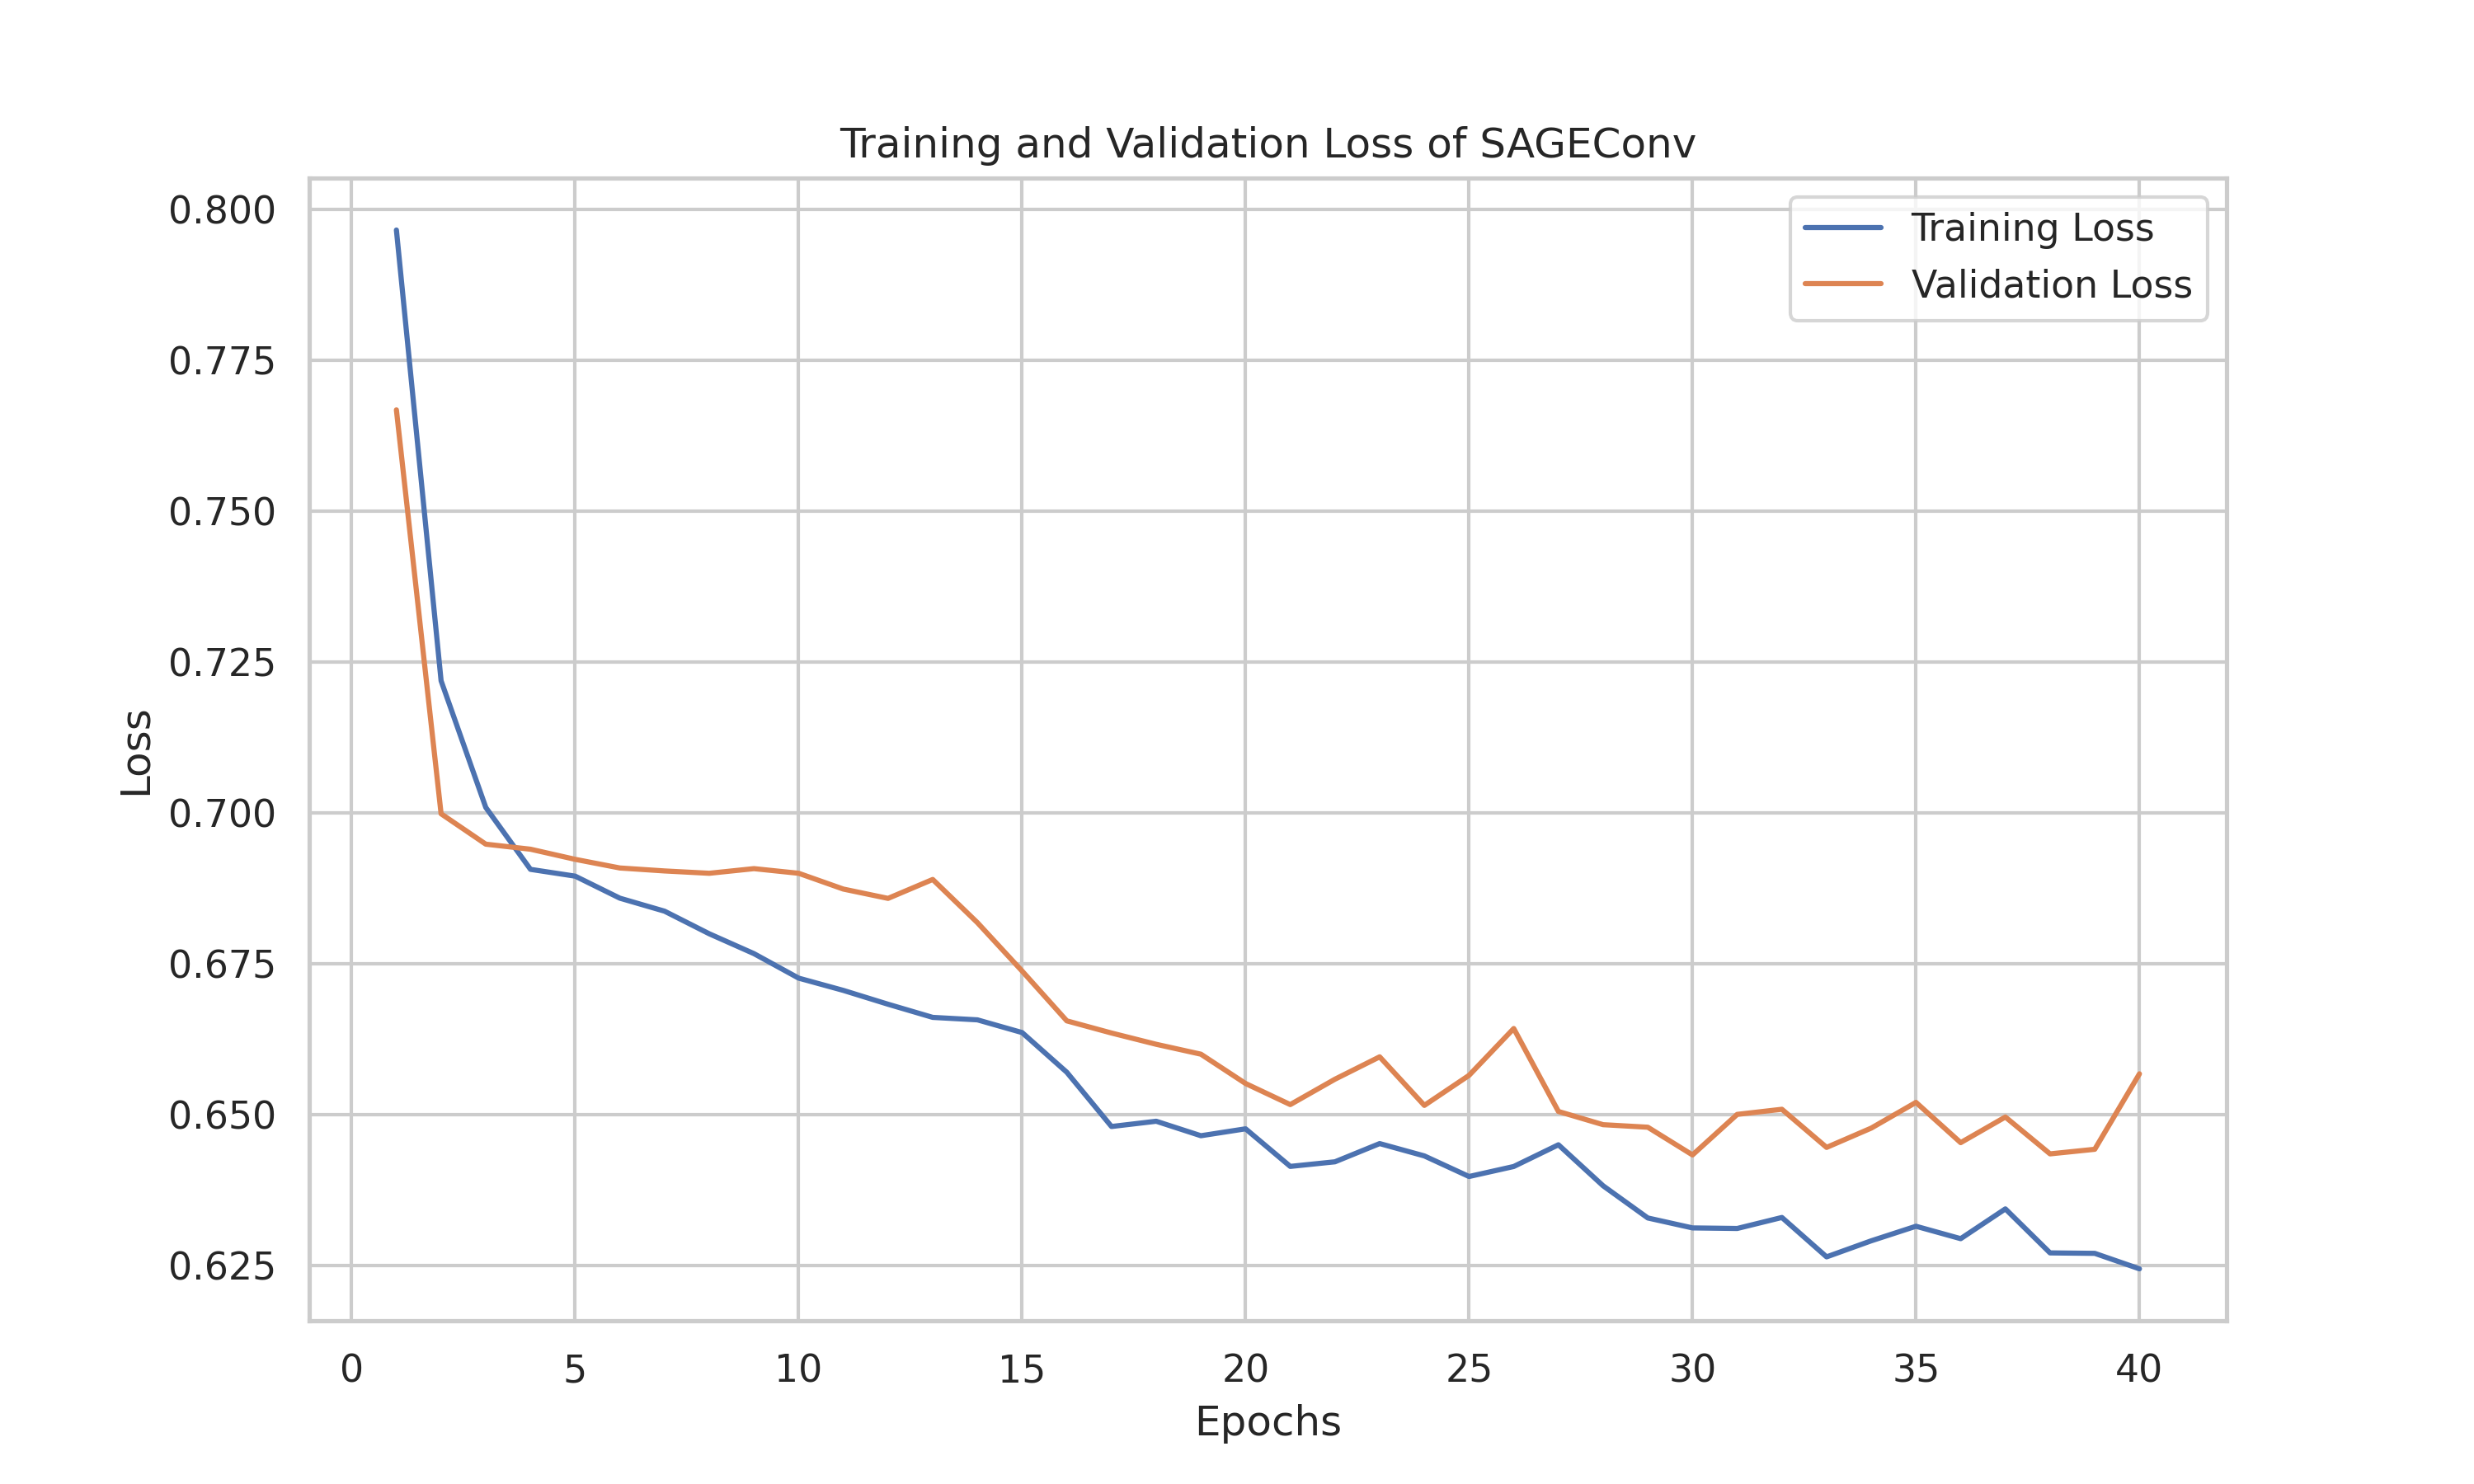 Training and Validation Loss of SAGEConv
Training Loss
Validation Loss
0.800
0.775
0.750
0.725
0.700
0.675
0.650
0.625
Loss
0 5 10 15 20 25 30 35 40
Epochs